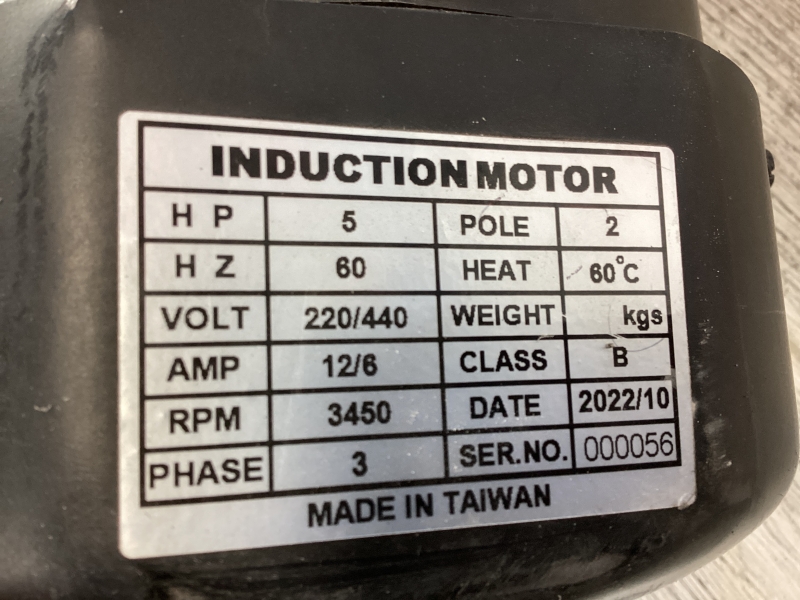 INDUCTION MOTOR
H P 5 POLE 2
H Z 60 HEAT 60°C
VOLT 220/440 WEIGHT kgs
AMP 12/6 CLASS B
RPM 3450 DATE 2022/10
PHASE 3 SER.NO. 000056
MADE IN TAIWAN